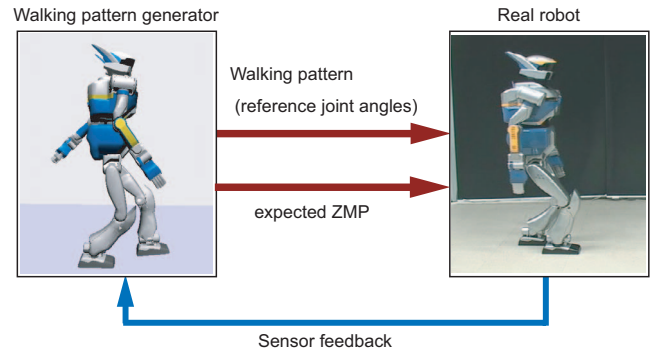 Walking pattern generator
Real robot
Walking pattern
(reference joint angles)
expected ZMP
Sensor feedback